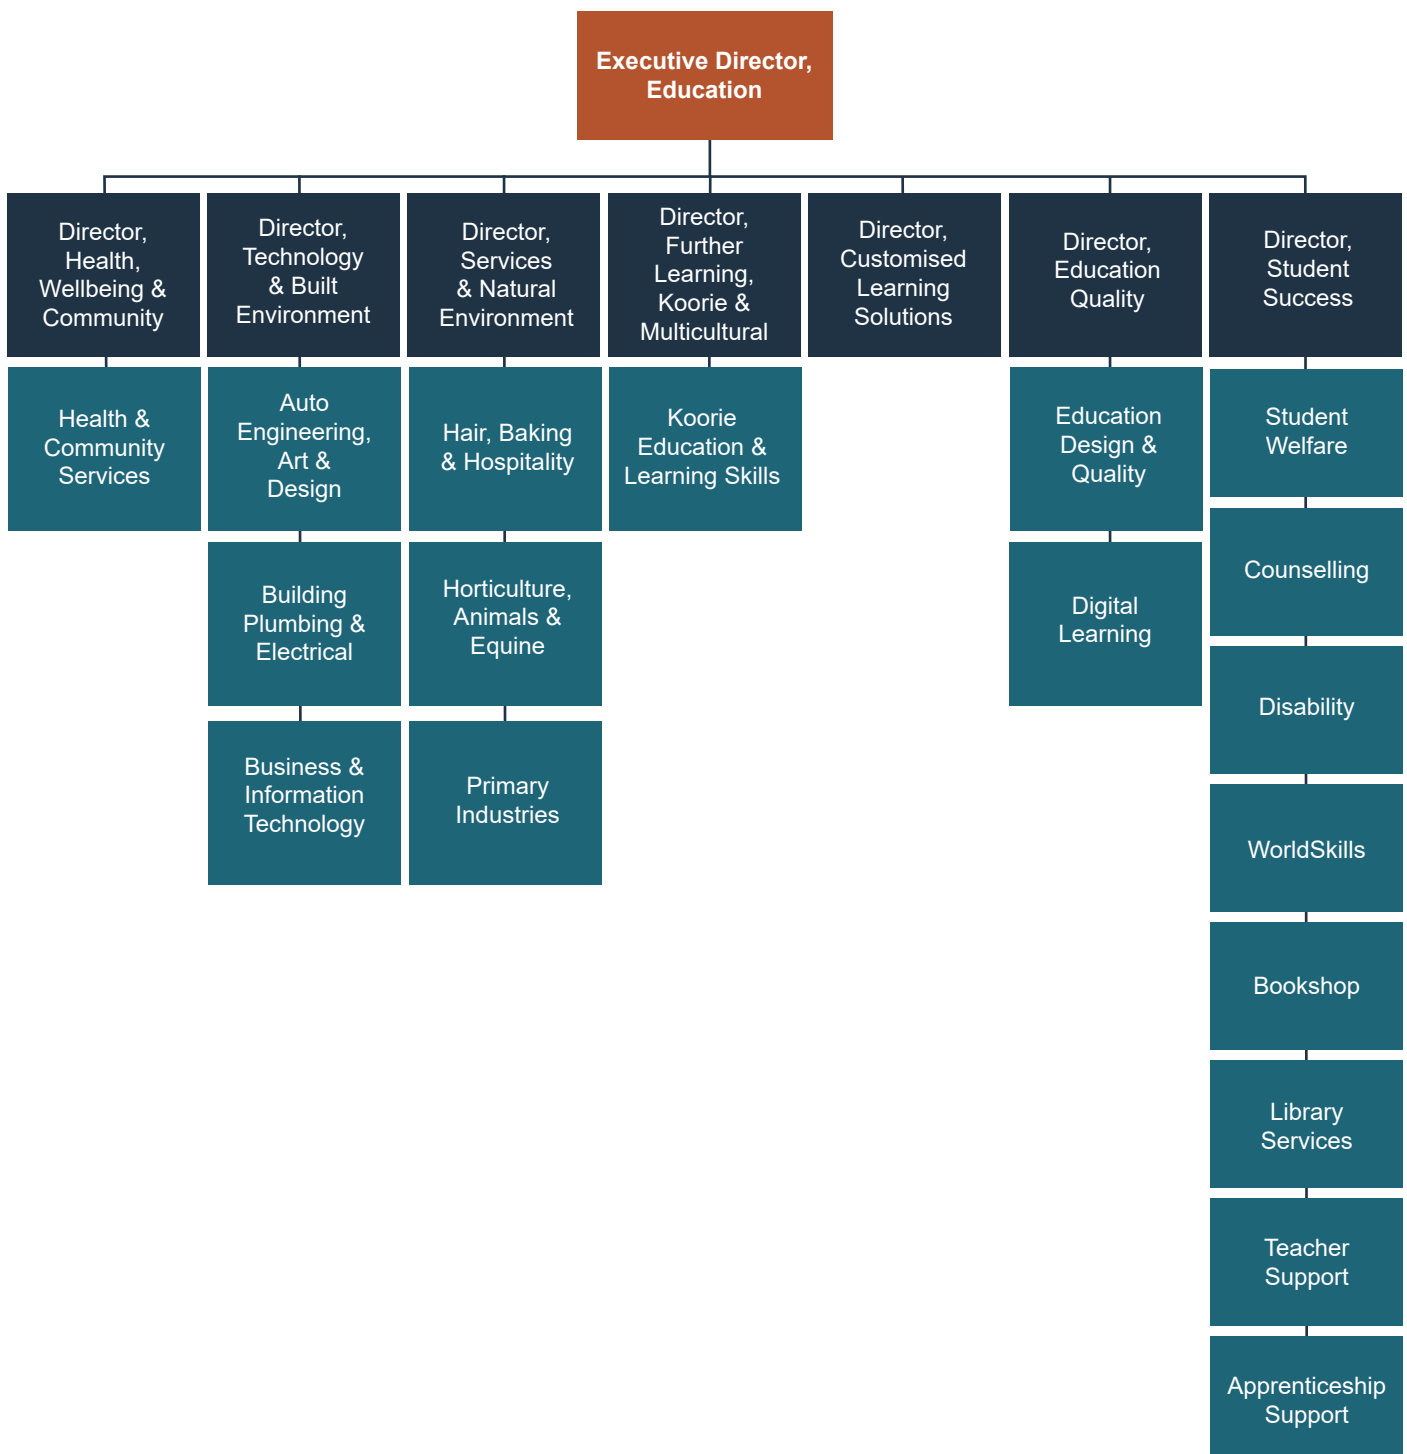 Executive Director,
Education
Director,
Health,
Wellbeing &
Community
Director,
Technology
& Built
Environment
Director,
Services
& Natural
Environment
Director,
Further
Learning,
Koorie &
Multicultural
Director,
Customised
Learning
Solutions
Director,
Education
Quality
Director,
Student
Success
Health &
Community
Services
Auto
Engineering,
Art &
Design
Building
Plumbing &
Electrical
Business &
Information
Technology
Hair, Baking
& Hospitality
Horticulture,
Animals &
Equine
Primary
Industries
Koorie
Education &
Learning Skills
Education
Design &
Quality
Digital
Learning
Student
Welfare
Counselling
Disability
WorldSkills
Bookshop
Library
Services
Teacher
Support
Apprenticeship
Support